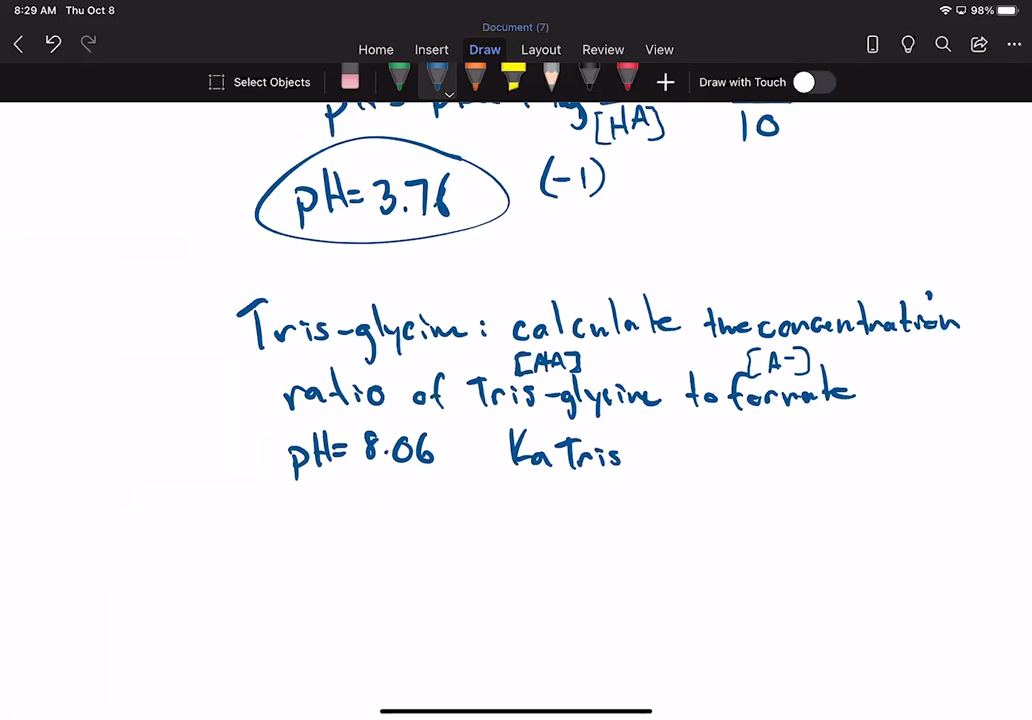 8:29 AM Thu Oct 8
98%
Document (7)
Home Insert Draw Layout Review View
Select Objects
Draw with Touch
[HA] 10
pH= 3.76 (-1)
Tris-glycine: calculate the concentration
[HA] [A-]
ratio of Tris-glycine to formate
pH= 8.06 Ka Tris